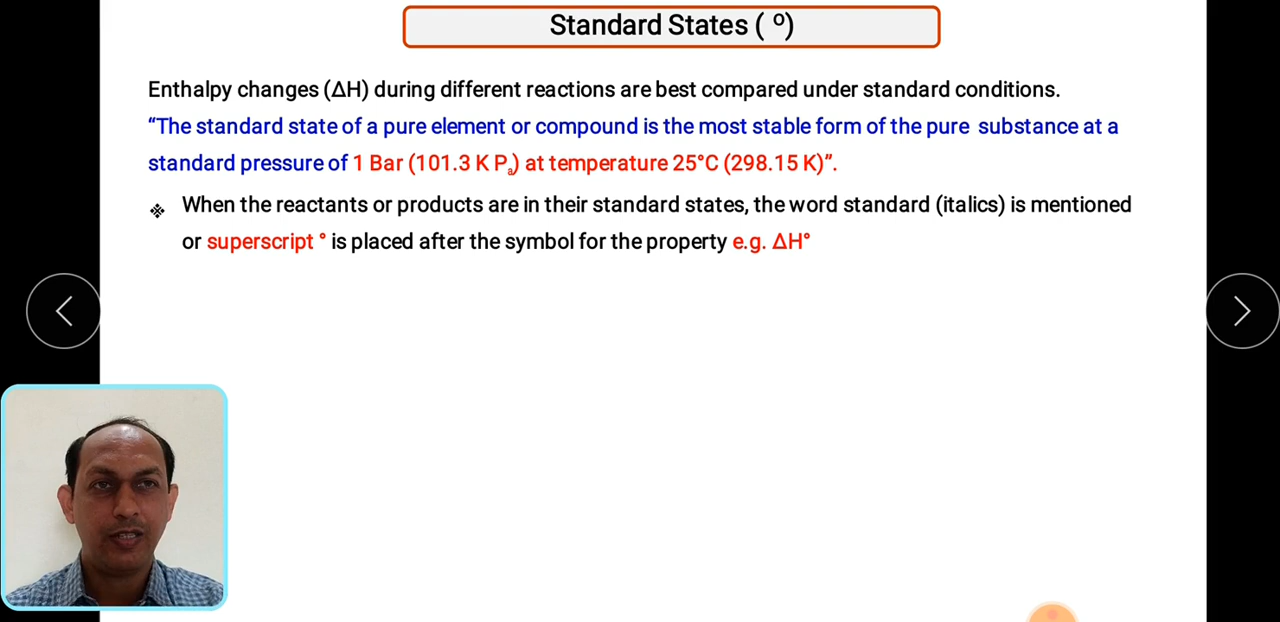 Standard States ( ⁰)
Enthalpy changes (ΔH) during different reactions are best compared under standard conditions.
“The standard state of a pure element or compound is the most stable form of the pure substance at a
standard pressure of 1 Bar (101.3 K Pₐ) at temperature 25°C (298.15 K)”.
❖ When the reactants or products are in their standard states, the word standard (italics) is mentioned
or superscript ° is placed after the symbol for the property e.g. ΔH°